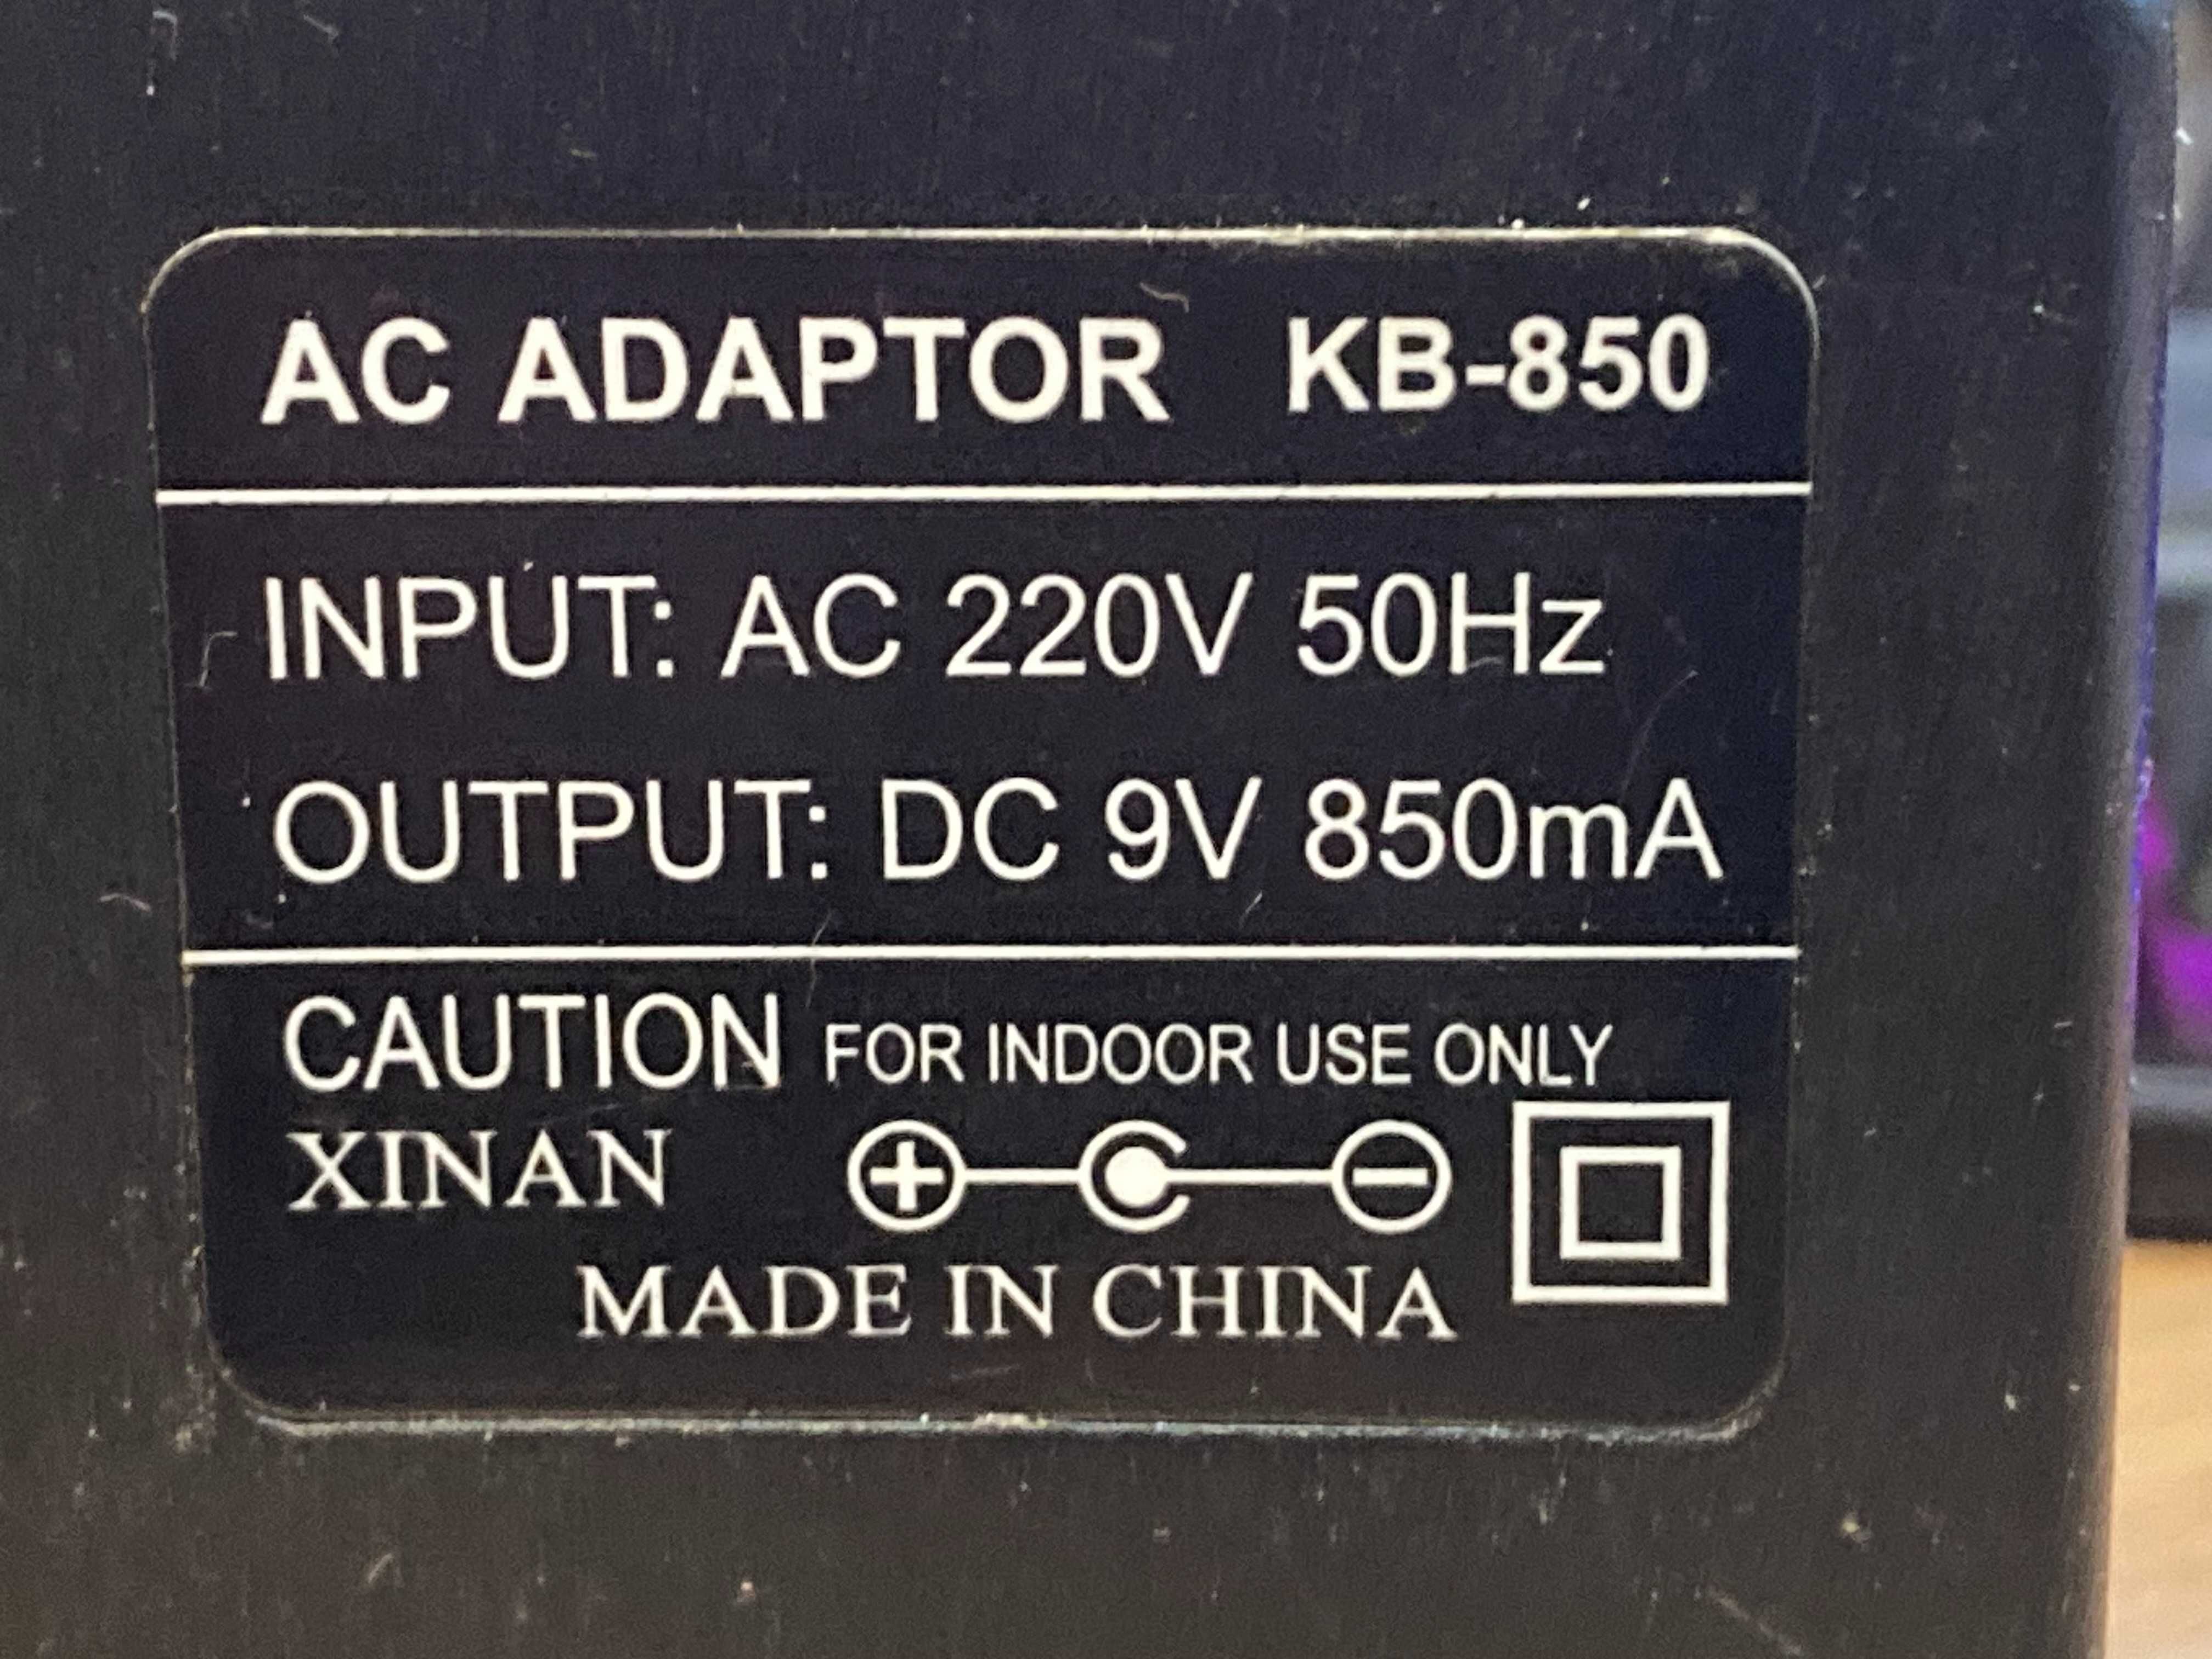 AC ADAPTOR KB-850
INPUT: AC 220V 50Hz
OUTPUT: DC 9V 850mA
CAUTION FOR INDOOR USE ONLY
XINAN
MADE IN CHINA